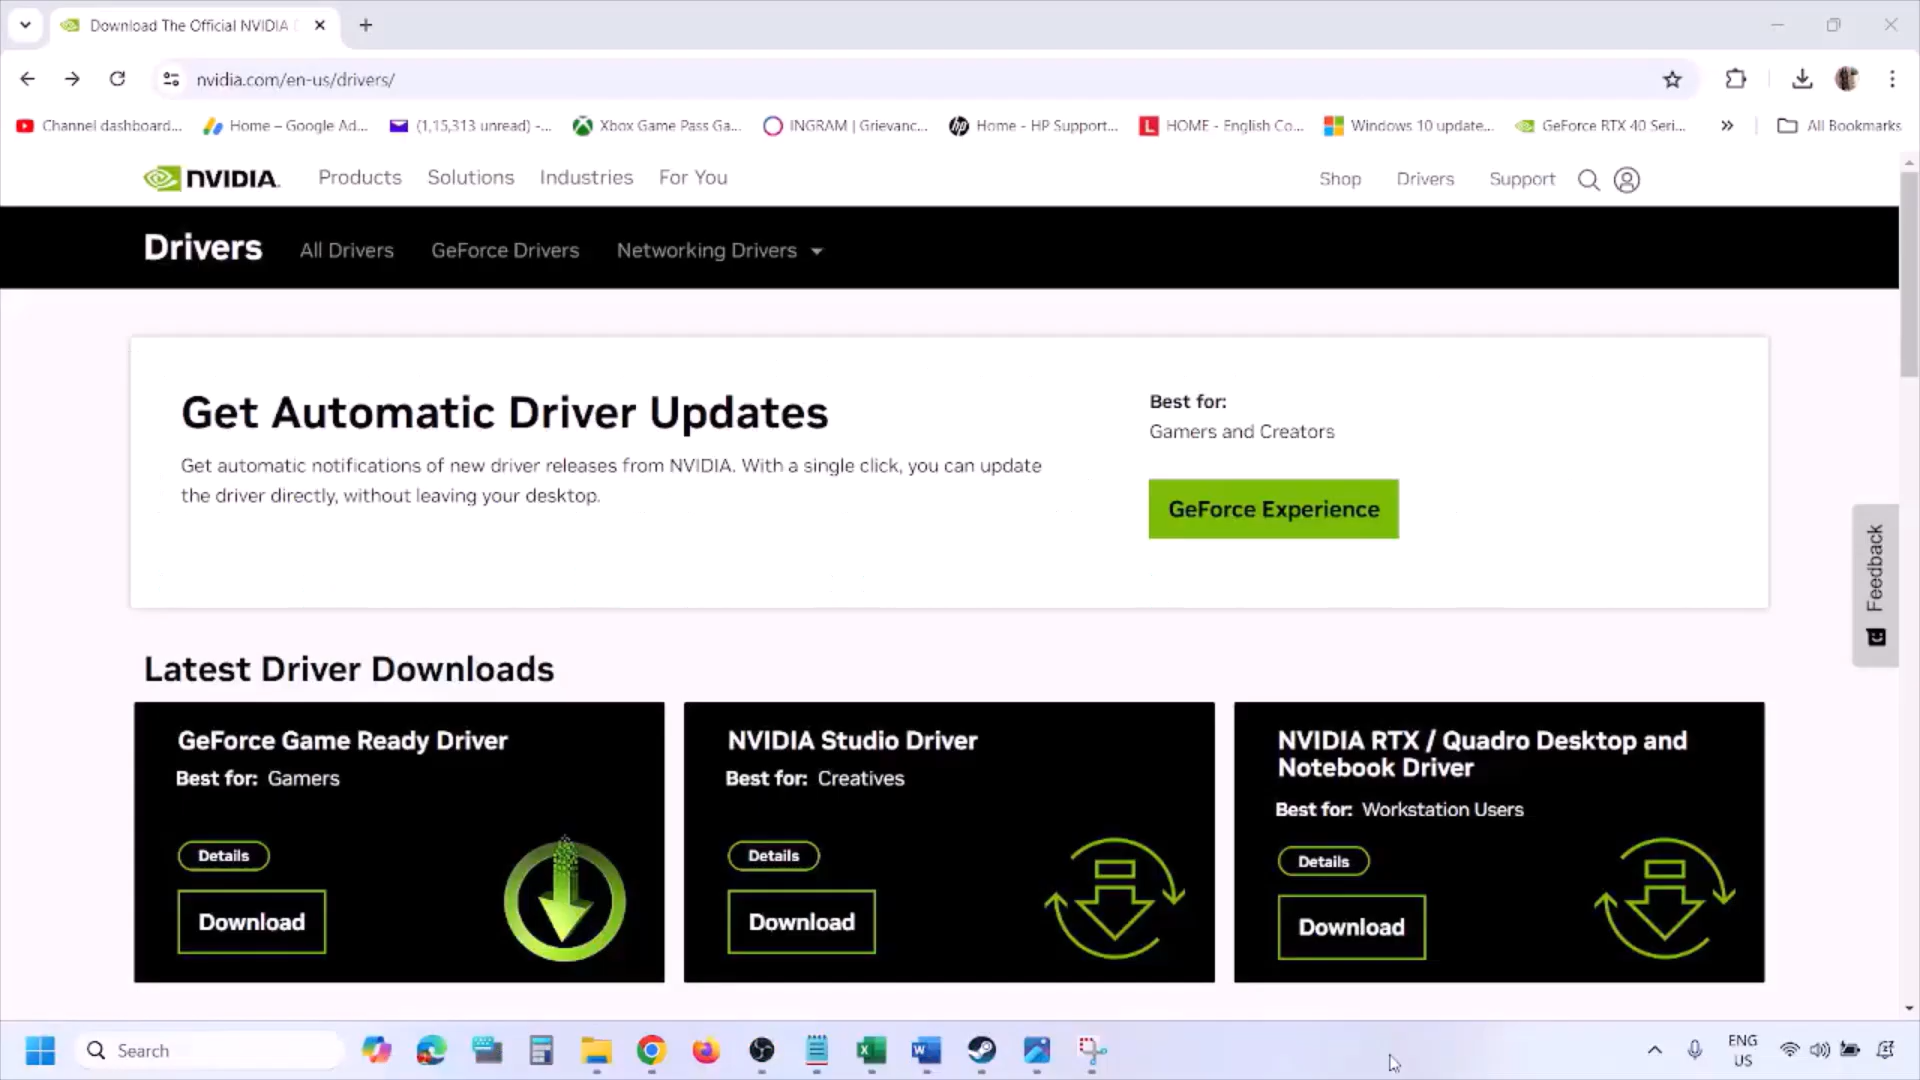 Download The Official NVIDIA
nvidia.com/en-us/drivers/
Channel dashboard...
Home – Google Ad...
(1,15,313 unread) -...
Xbox Game Pass Ga...
INGRAM | Grievanc...
Home - HP Support...
HOME - English Co...
Windows 10 update...
GeForce RTX 40 Seri...
All Bookmarks
NVIDIA.
Products
Solutions
Industries
For You
Shop
Drivers
Support
Drivers
All Drivers
GeForce Drivers
Networking Drivers
Get Automatic Driver Updates
Get automatic notifications of new driver releases from NVIDIA. With a single click, you can update
the driver directly, without leaving your desktop.
Best for:
Gamers and Creators
GeForce Experience
Feedback
Latest Driver Downloads
GeForce Game Ready Driver
Best for: Gamers
Details
Download
NVIDIA Studio Driver
Best for: Creatives
Details
Download
NVIDIA RTX / Quadro Desktop and
Notebook Driver
Best for: Workstation Users
Details
Download
Search
ENG
US